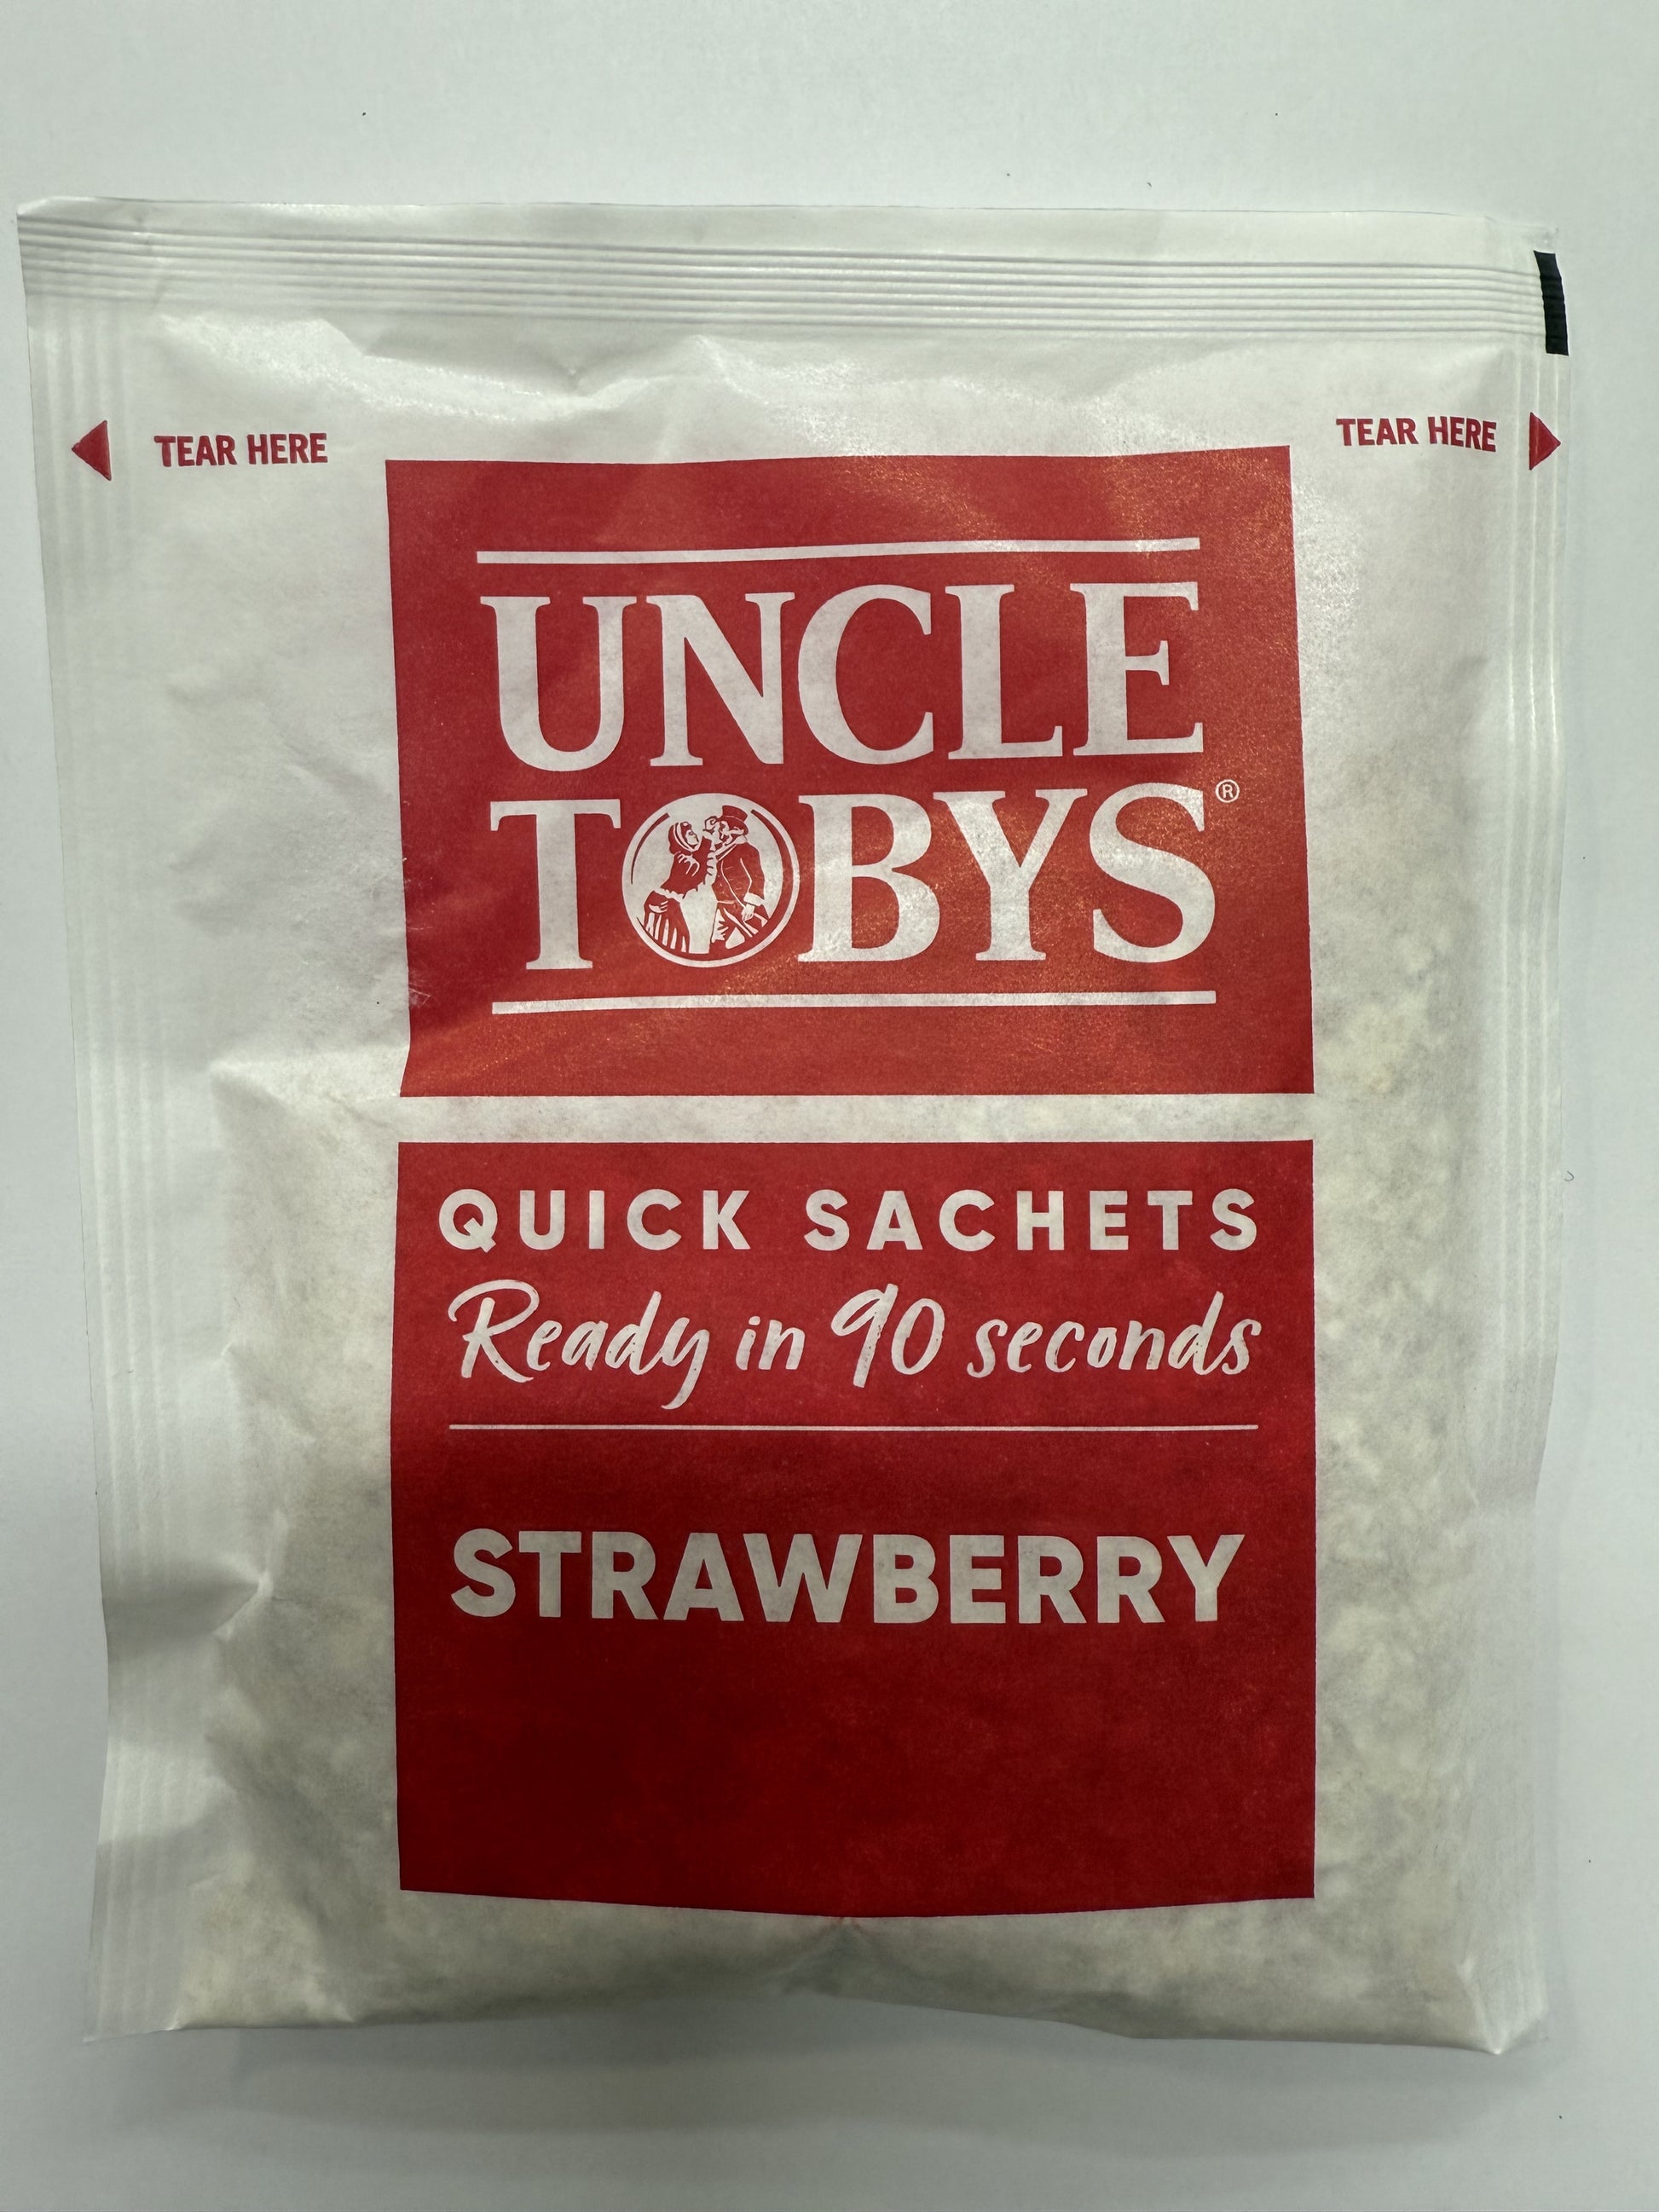 TEAR HERE
TEAR HERE
UNCLE
TOBYS®
QUICK SACHETS
Ready in 90 seconds
STRAWBERRY